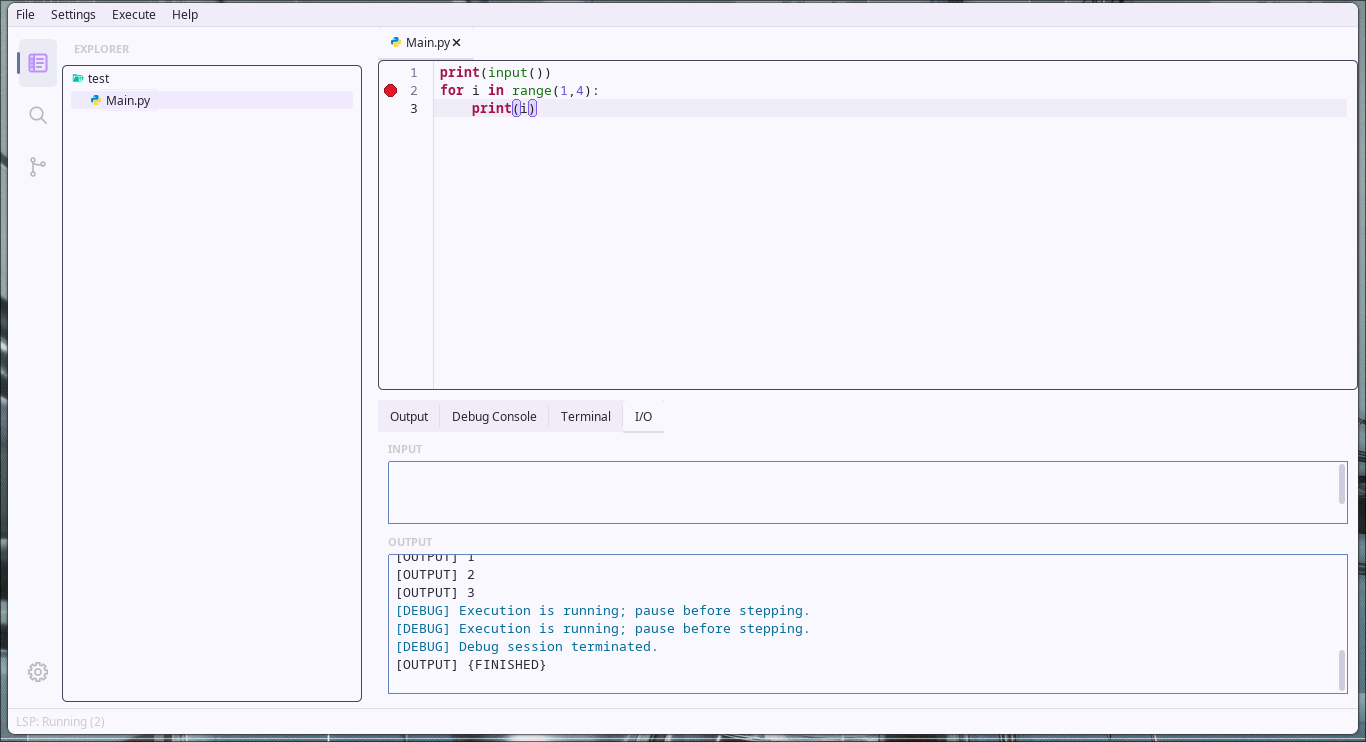 File Settings Execute Help
EXPLORER
test
Main.py
Main.py
1 print(input())
2 for i in range(1,4):
3     print(i)
Output Debug Console Terminal I/O
INPUT
OUTPUT
[OUTPUT] 1
[OUTPUT] 2
[OUTPUT] 3
[DEBUG] Execution is running; pause before stepping.
[DEBUG] Execution is running; pause before stepping.
[DEBUG] Debug session terminated.
[OUTPUT] {FINISHED}
LSP: Running (2)